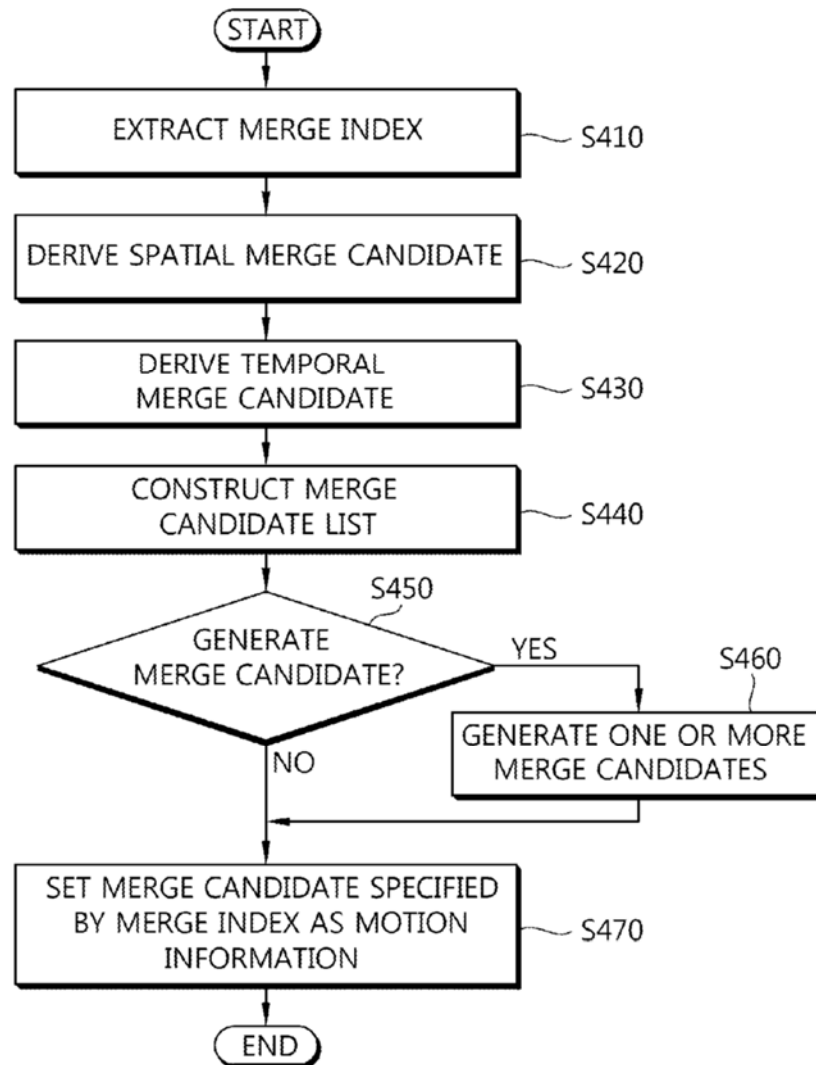 START
EXTRACT MERGE INDEX
S410
DERIVE SPATIAL MERGE CANDIDATE
S420
DERIVE TEMPORAL
MERGE CANDIDATE
S430
CONSTRUCT MERGE
CANDIDATE LIST
S440
S450
GENERATE
MERGE CANDIDATE?
YES
S460
GENERATE ONE OR MORE
MERGE CANDIDATES
NO
SET MERGE CANDIDATE SPECIFIED
BY MERGE INDEX AS MOTION
INFORMATION
S470
END